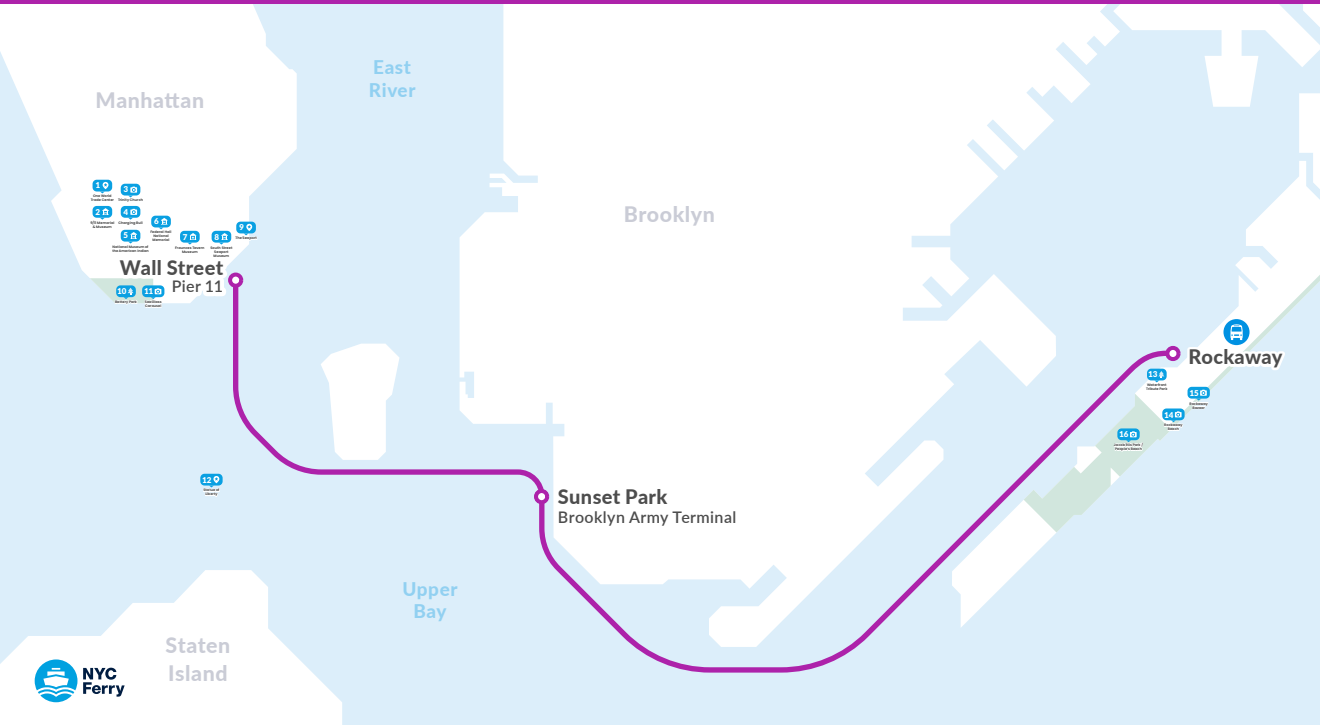 East
River
Manhattan
1
One World
Trade Center
3
Trinity Church
2
9/11 Memorial
& Museum
4
Charging Bull
6
Federal Hall
National
Memorial
5
National Museum of
the American Indian
7
Fraunces Tavern
Museum
8
South Street
Seaport
Museum
9
The Seaport
Wall Street
Pier 11
10
Battery Park
11
SeaGlass
Carousel
Brooklyn
Rockaway
13
Waterfront
Tribute Park
15
Rockaway
14
Rockaway
Beach
16
Jacob Riis Park /
People's Beach
12
Statue of
Liberty
Sunset Park
Brooklyn Army Terminal
Upper
Bay
Staten
Island
NYC
Ferry